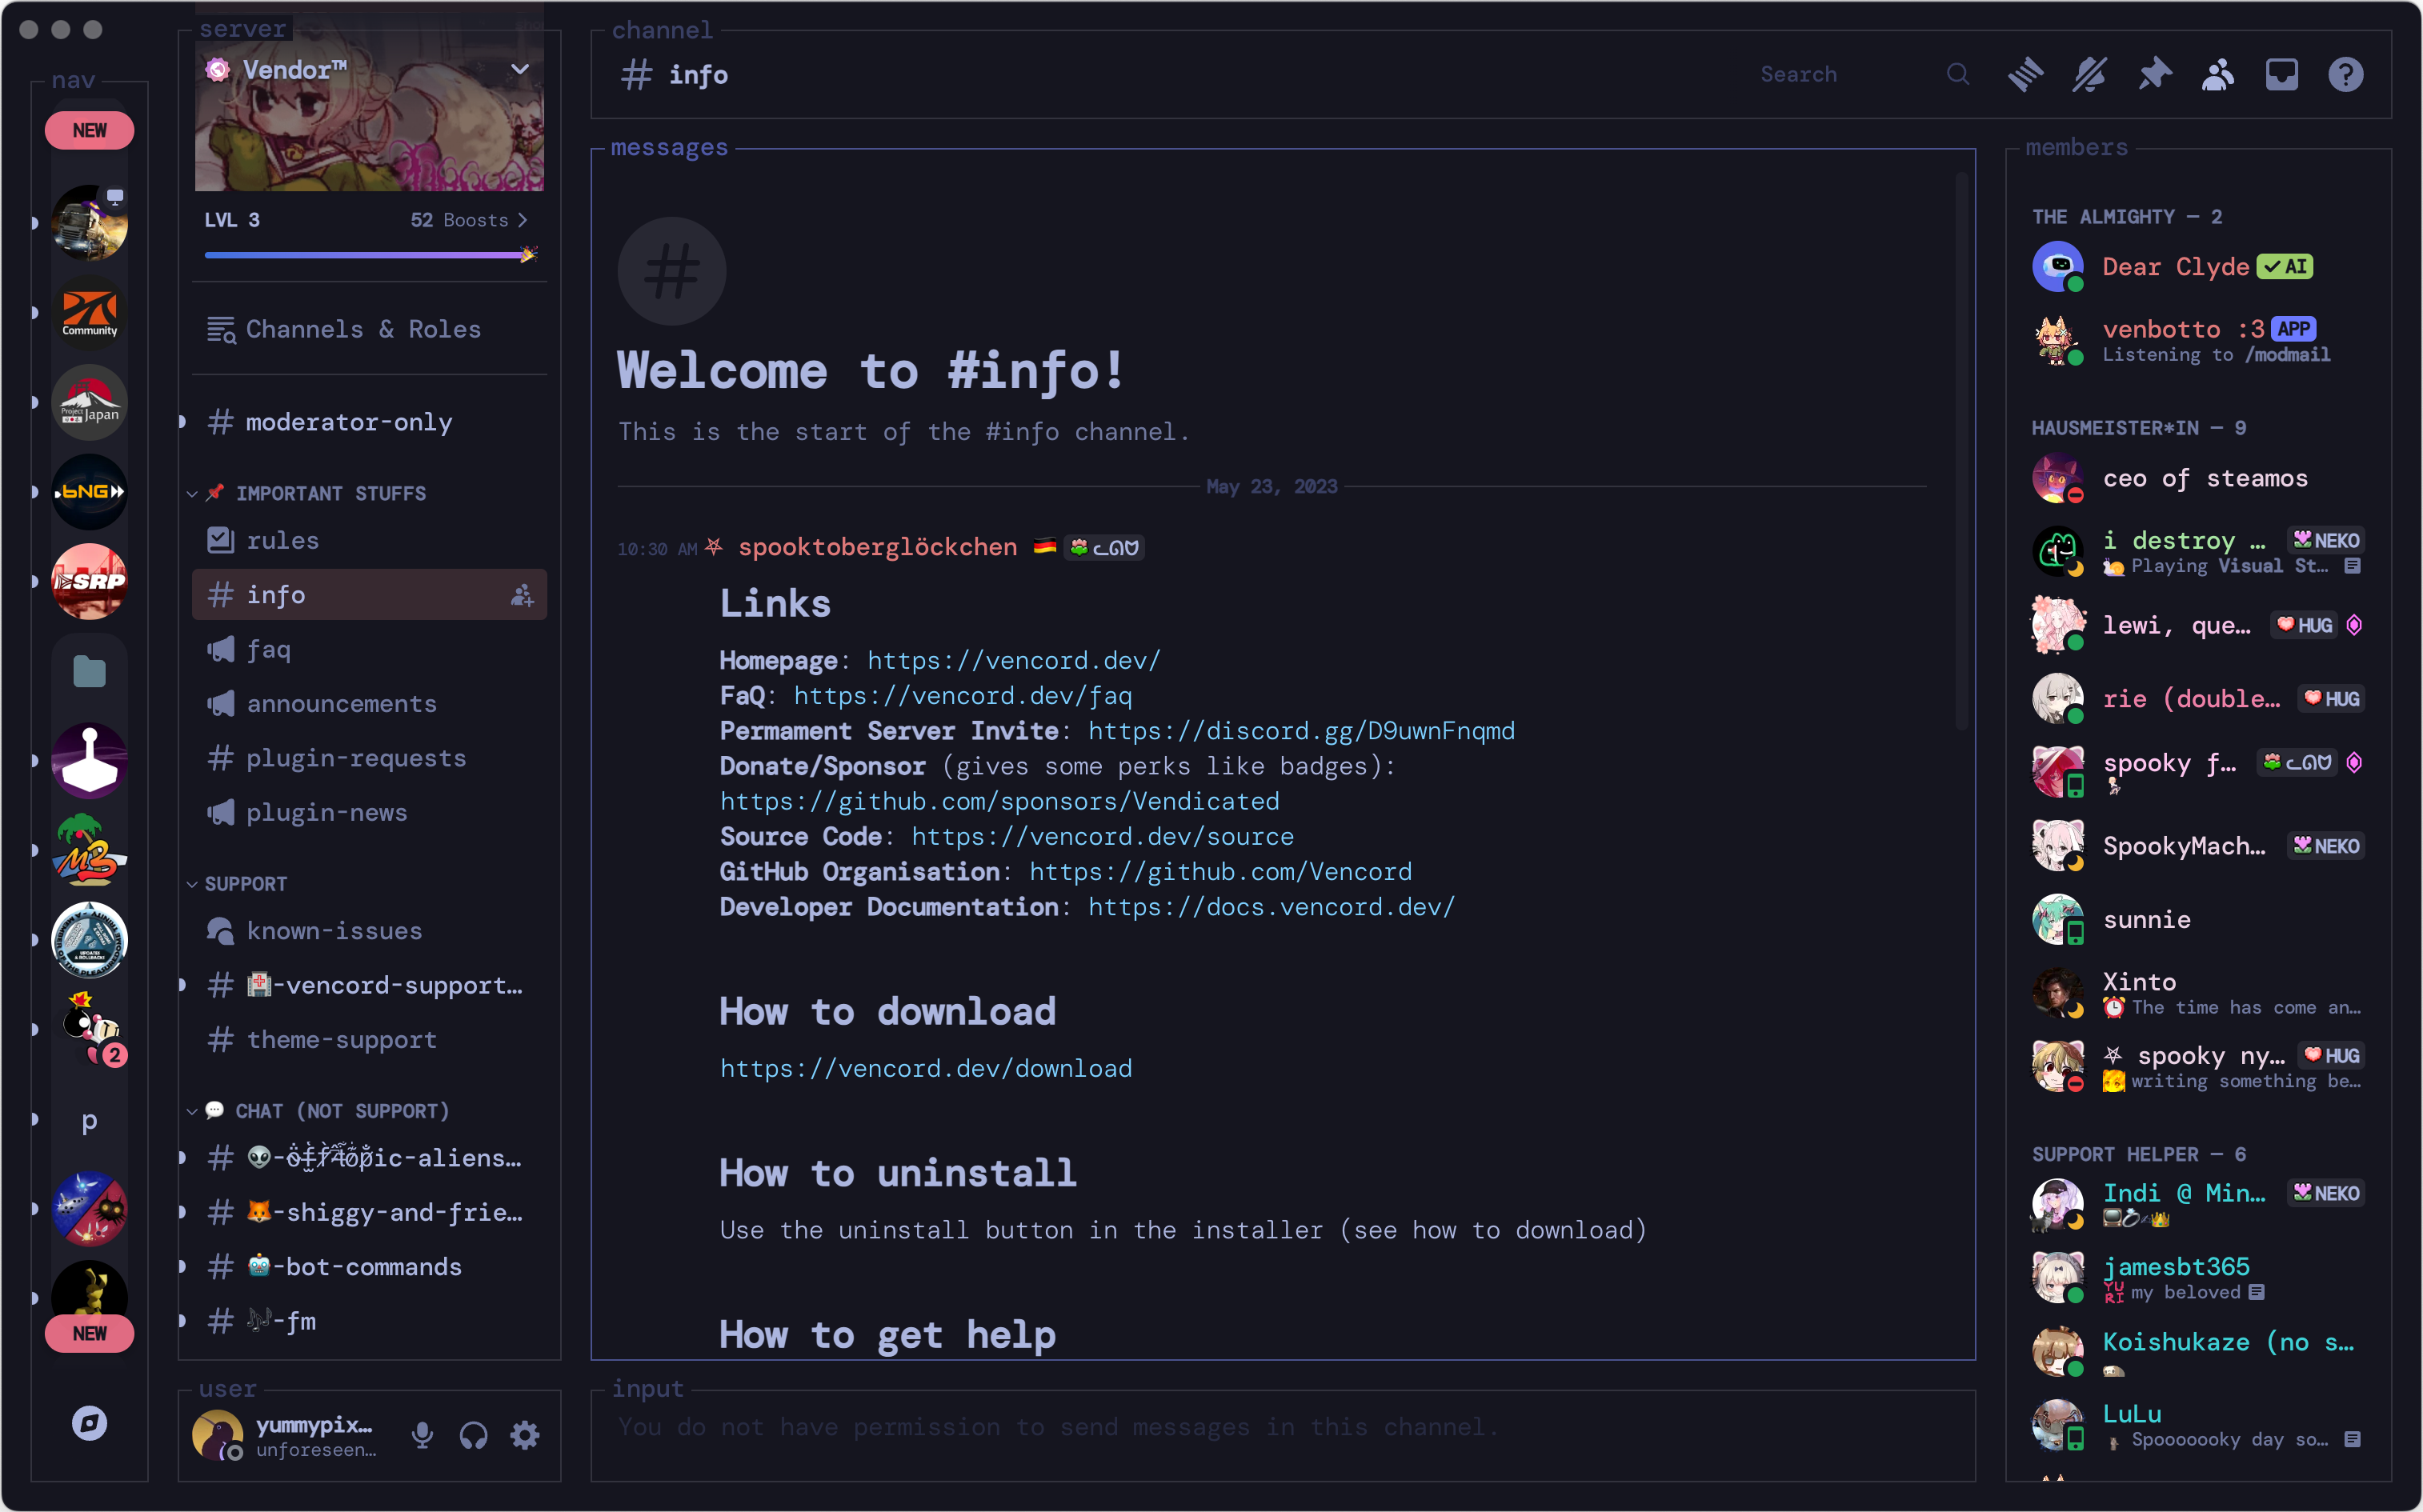 nav
NEW
Community
Project Japan
bNG
ESRP
M3
2
p
NEW
server
Vendor™
LVL 3
52 Boosts
Channels & Roles
moderator-only
📌 IMPORTANT STUFFS
rules
info
faq
announcements
plugin-requests
plugin-news
SUPPORT
known-issues
🏥-vencord-support…
theme-support
💬 CHAT (NOT SUPPORT)
👽-off-topic-aliens…
🦊-shiggy-and-frie…
🤖-bot-commands
🎶-fm
user
yummypix…
unforeseen…
channel
info
Search
messages
Welcome to #info!
This is the start of the #info channel.
May 23, 2023
10:30 AM ⛧ spooktoberglöckchen 🇩🇪 ᓚᘏᗢ
Links
Homepage: https://vencord.dev/
FaQ: https://vencord.dev/faq
Permament Server Invite: https://discord.gg/D9uwnFnqmd
Donate/Sponsor (gives some perks like badges):
https://github.com/sponsors/Vendicated
Source Code: https://vencord.dev/source
GitHub Organisation: https://github.com/Vencord
Developer Documentation: https://docs.vencord.dev/
How to download
https://vencord.dev/download
How to uninstall
Use the uninstall button in the installer (see how to download)
How to get help
input
You do not have permission to send messages in this channel.
members
THE ALMIGHTY — 2
Dear Clyde AI
venbotto :3 APP
Listening to /modmail
HAUSMEISTER*IN — 9
ceo of steamos
i destroy … NEKO
Playing Visual St…
lewi, que… HUG
rie (double… HUG
spooky f… ᓚᘏᗢ
SpookyMach… NEKO
sunnie
Xinto
⏰ The time has come an…
⛧ spooky ny… HUG
writing something be…
SUPPORT HELPER — 6
Indi @ Min… NEKO
jamesbt365
YURI my beloved
Koishukaze (no s…
LuLu
Spooooooky day so…